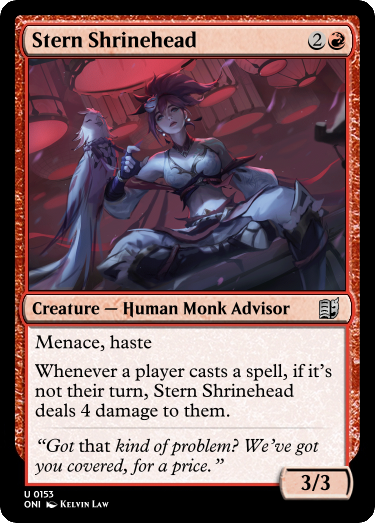 Stern Shrinehead 2
Creature — Human Monk Advisor
Menace, haste
Whenever a player casts a spell, if it's
not their turn, Stern Shrinehead
deals 4 damage to them.
“Got that kind of problem? We've got
you covered, for a price.”
3/3
U 0153
ONI Kelvin Law